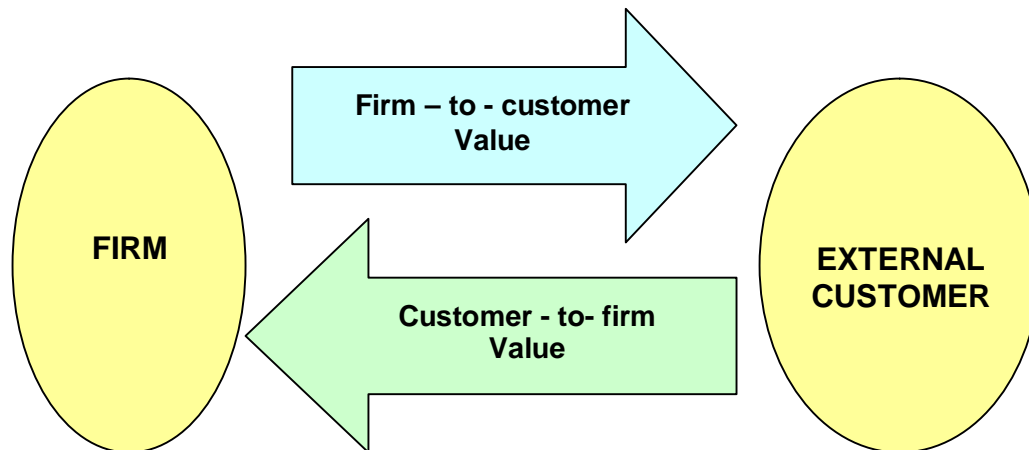 Firm – to - customer
Value
FIRM
EXTERNAL
CUSTOMER
Customer - to- firm
Value